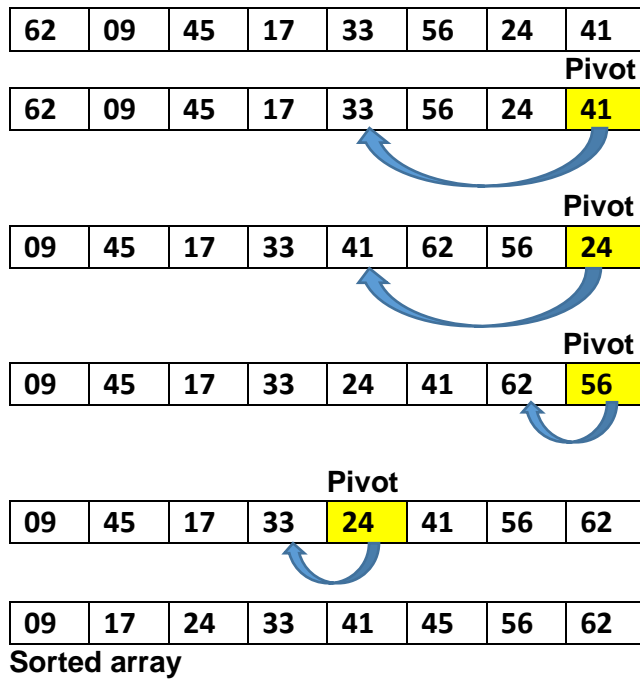 62 09 45 17 33 56 24 41
Pivot
62 09 45 17 33 56 24 41
Pivot
09 45 17 33 41 62 56 24
Pivot
09 45 17 33 24 41 62 56
Pivot
09 45 17 33 24 41 56 62
09 17 24 33 41 45 56 62
Sorted array